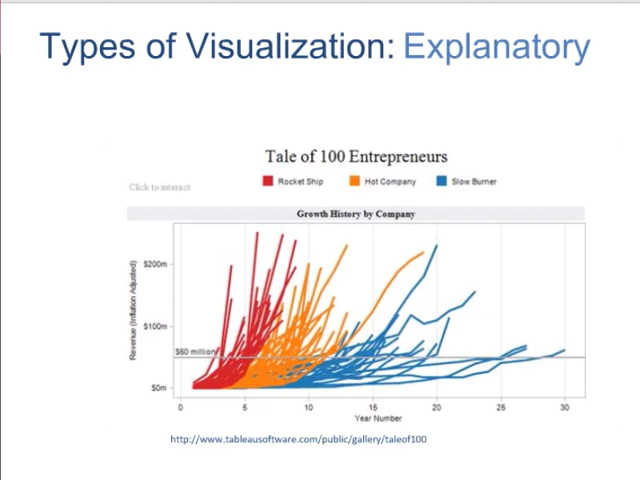 Types of Visualization: Explanatory
Tale of 100 Entrepreneurs
Click to interact
Rocket Ship
Hot Company
Slow Burner
Growth History by Company
Revenue (Inflation Adjusted)
$200m
$100m
$60 million
$0m
0 5 10 15 20 25 30
Year Number
http://www.tableausoftware.com/public/gallery/taleof100